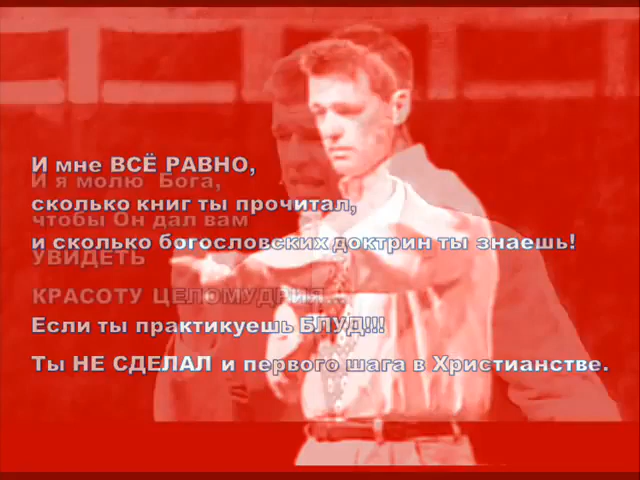 И мне ВСЁ РАВНО,
И я молю Бога,
сколько книг ты прочитал,
чтобы Он дал вам
и сколько богословских доктрин ты знаешь!
УВИДЕТЬ
КРАСОТУ ЦЕЛОМУДРИЯ...
Если ты практикуешь БЛУД!!!
Ты НЕ СДЕЛАЛ и первого шага в Христианстве.